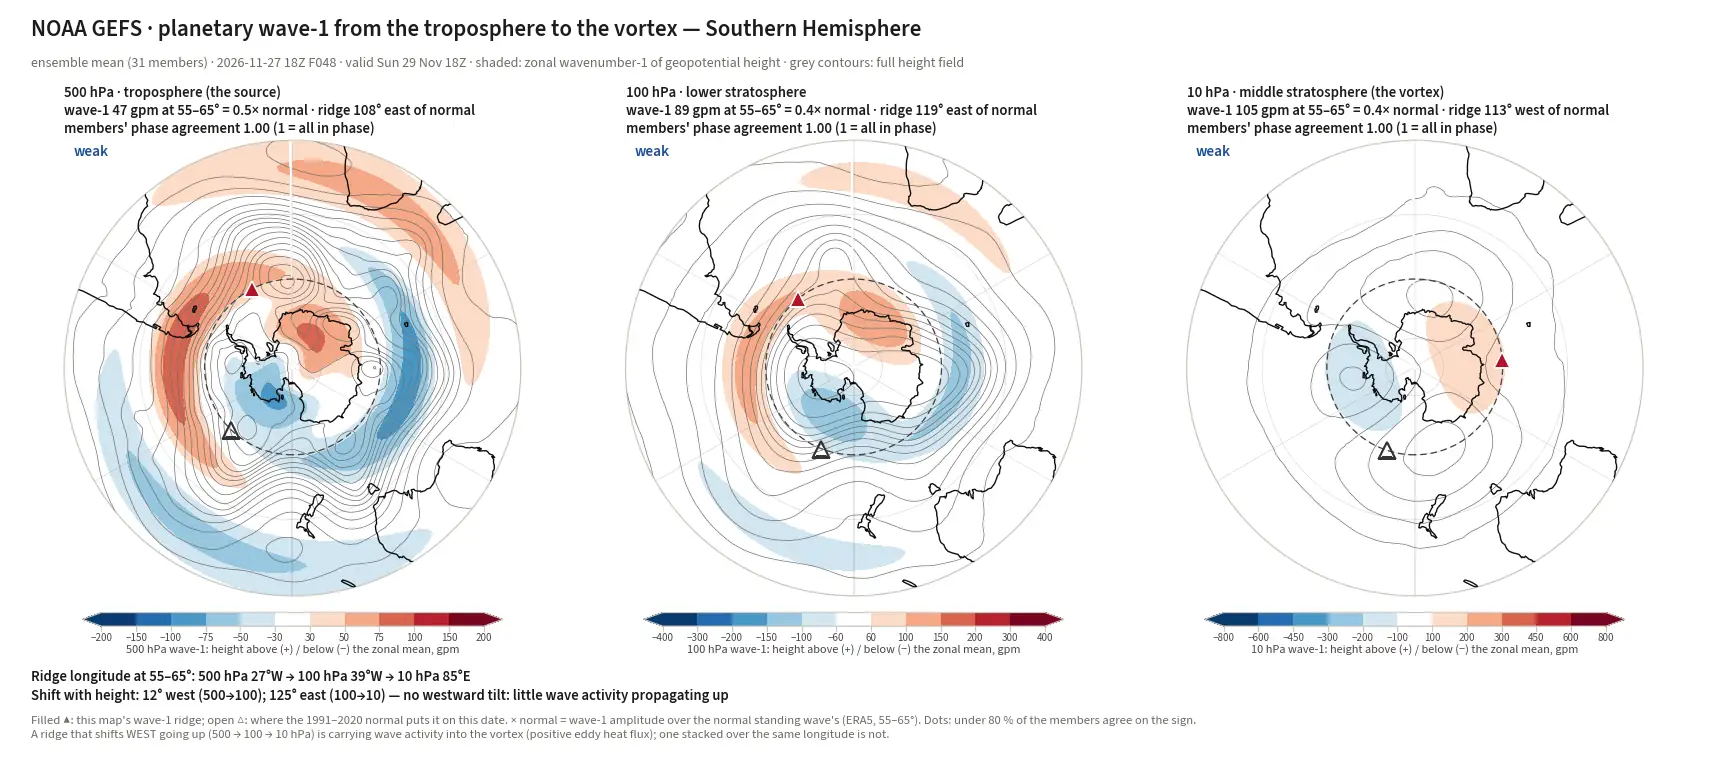 NOAA GEFS · planetary wave-1 from the troposphere to the vortex — Southern Hemisphere
ensemble mean (31 members) · 2026-11-27 18Z F048 · valid Sun 29 Nov 18Z · shaded: zonal wavenumber-1 of geopotential height · grey contours: full height field
500 hPa · troposphere (the source)
wave-1 47 gpm at 55–65° = 0.5× normal · ridge 108° east of normal
members' phase agreement 1.00 (1 = all in phase)
weak
100 hPa · lower stratosphere
wave-1 89 gpm at 55–65° = 0.4× normal · ridge 119° east of normal
members' phase agreement 1.00 (1 = all in phase)
weak
10 hPa · middle stratosphere (the vortex)
wave-1 105 gpm at 55–65° = 0.4× normal · ridge 113° west of normal
members' phase agreement 1.00 (1 = all in phase)
weak
−200 −150 −100 −75 −50 −30 30 50 75 100 150 200
500 hPa wave-1: height above (+) / below (−) the zonal mean, gpm
−400 −300 −200 −150 −100 −60 60 100 150 200 300 400
100 hPa wave-1: height above (+) / below (−) the zonal mean, gpm
−800 −600 −450 −300 −200 −100 100 200 300 450 600 800
10 hPa wave-1: height above (+) / below (−) the zonal mean, gpm
Ridge longitude at 55–65°: 500 hPa 27°W → 100 hPa 39°W → 10 hPa 85°E
Shift with height: 12° west (500→100); 125° east (100→10) — no westward tilt: little wave activity propagating up
Filled ▲: this map's wave-1 ridge; open △: where the 1991–2020 normal puts it on this date. × normal = wave-1 amplitude over the normal standing wave's (ERA5, 55–65°). Dots: under 80 % of the members agree on the sign.
A ridge that shifts WEST going up (500 → 100 → 10 hPa) is carrying wave activity into the vortex (positive eddy heat flux); one stacked over the same longitude is not.